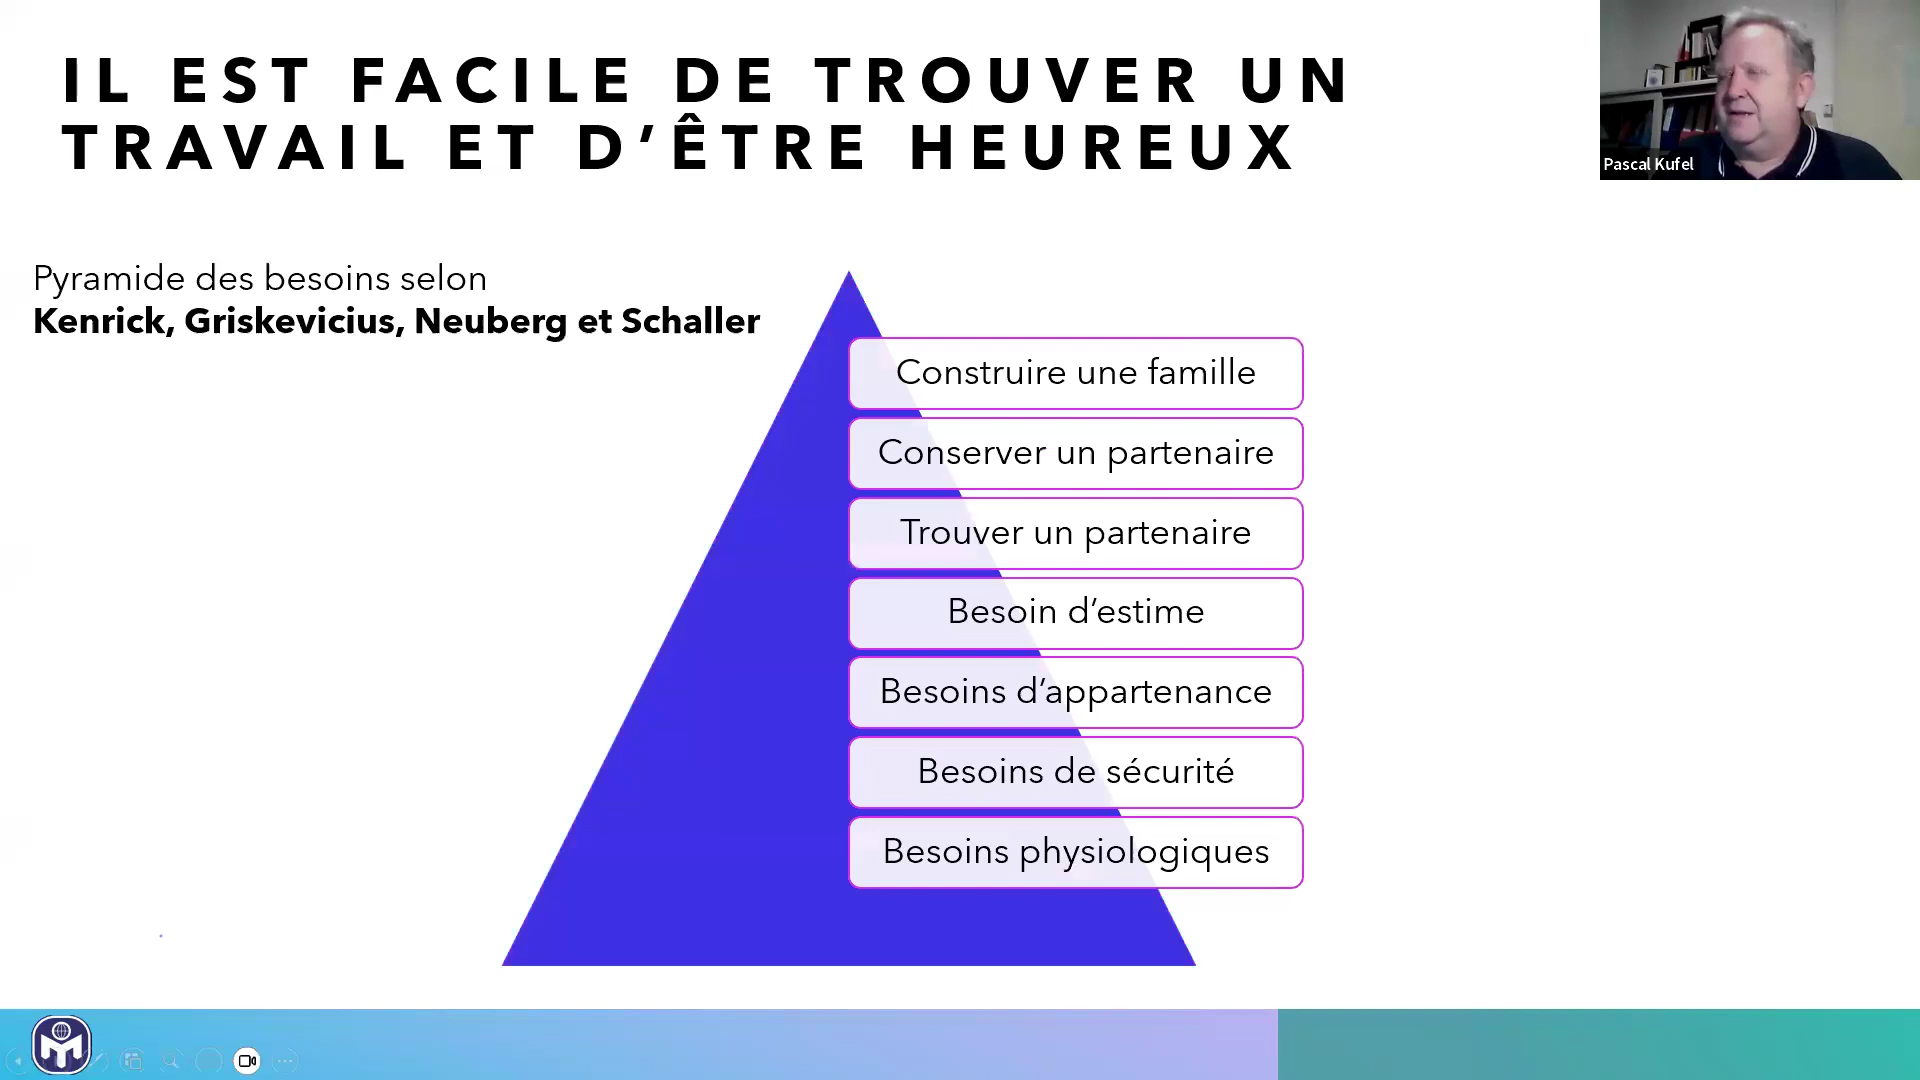 IL EST FACILE DE TROUVER UN
TRAVAIL ET D’ÊTRE HEUREUX
Pascal Kufel
Pyramide des besoins selon
Kenrick, Griskevicius, Neuberg et Schaller
Construire une famille
Conserver un partenaire
Trouver un partenaire
Besoin d’estime
Besoins d’appartenance
Besoins de sécurité
Besoins physiologiques